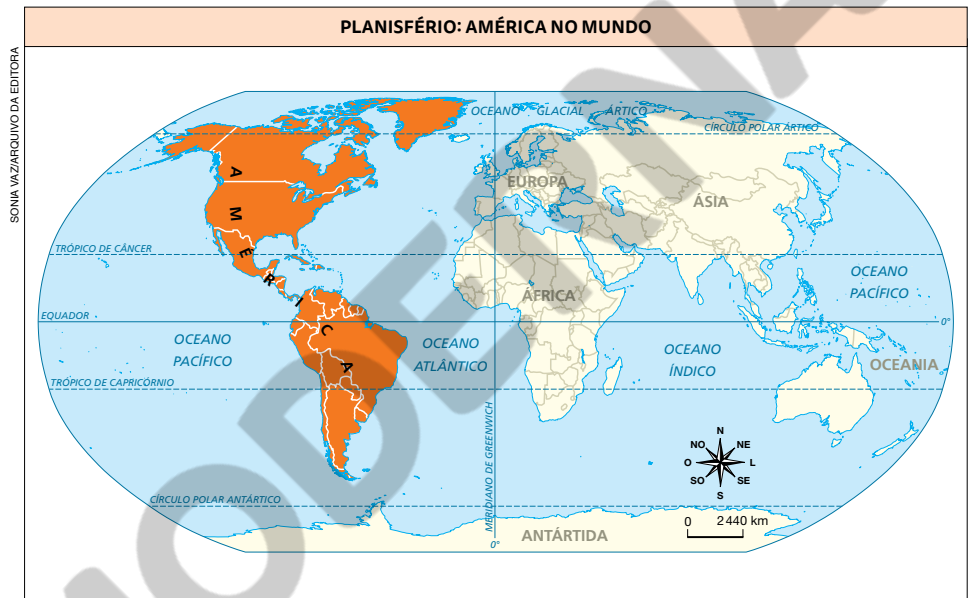 PLANISFÉRIO: AMÉRICA NO MUNDO
SONIA VAZ/ARQUIVO DA EDITORA
OCEANO GLACIAL ÁRTICO
CÍRCULO POLAR ÁRTICO
EUROPA
ÁSIA
AMÉRICA
TRÓPICO DE CÂNCER
OCEANO
PACÍFICO
ÁFRICA
EQUADOR
0°
OCEANO
PACÍFICO
OCEANO
ATLÂNTICO
OCEANO
ÍNDICO
OCEANIA
TRÓPICO DE CAPRICÓRNIO
MERIDIANO DE GREENWICH
N
NO NE
O L
SO SE
S
CÍRCULO POLAR ANTÁRTICO
0 2 440 km
ANTÁRTIDA
0°
MODERNA